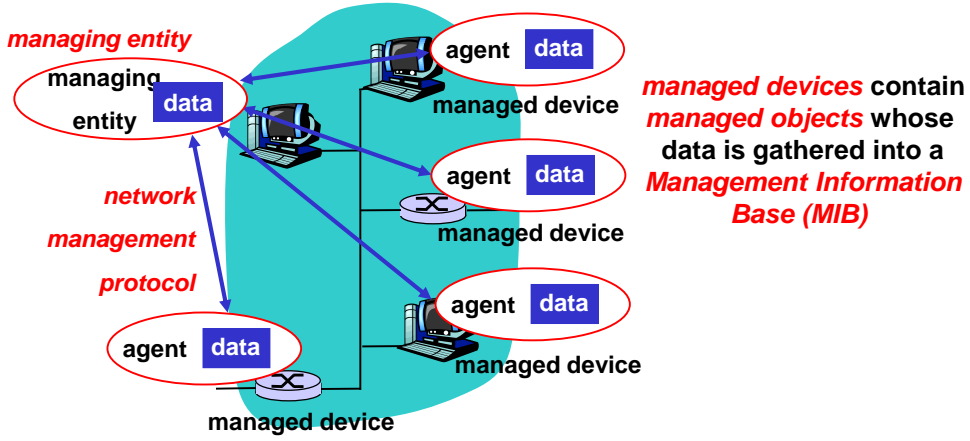 managing entity
managing
entity
data
agent data
managed device
managed devices contain
managed objects whose
data is gathered into a
Management Information
Base (MIB)
agent data
managed device
network
management
protocol
agent data
managed device
agent data
managed device